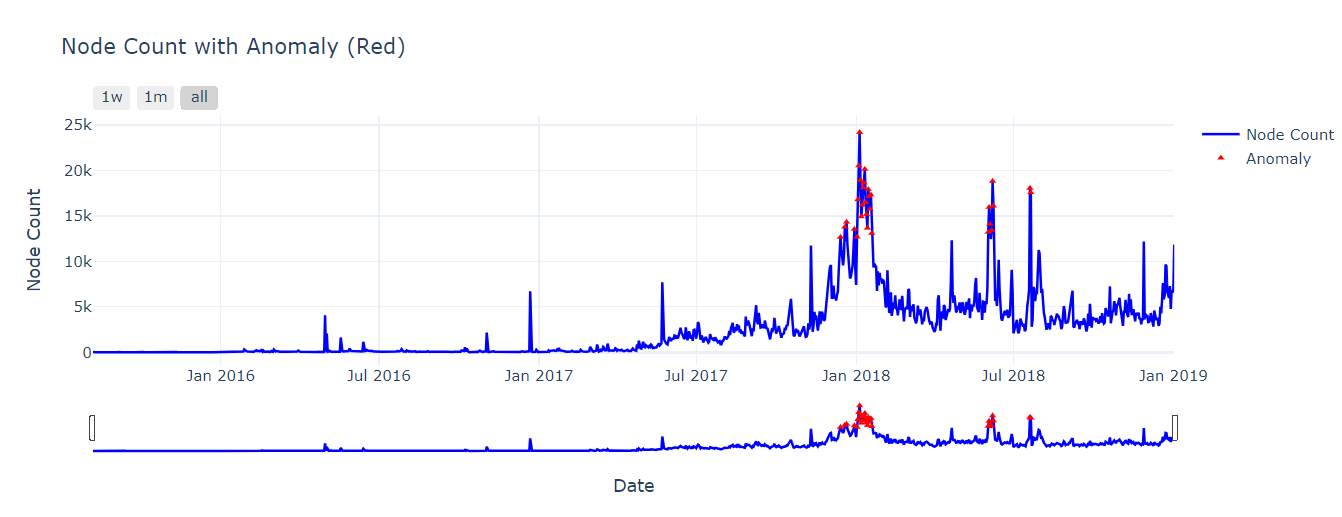 Node Count with Anomaly (Red)
1w 1m all
Node Count
Anomaly
25k
20k
15k
10k
5k
0
Node Count
Jan 2016 Jul 2016 Jan 2017 Jul 2017 Jan 2018 Jul 2018 Jan 2019
Date